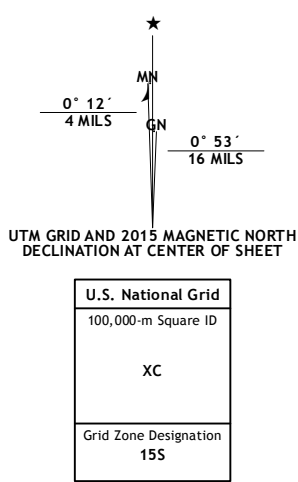 MN
0° 12´
4 MILS
GN
0° 53´
16 MILS
UTM GRID AND 2015 MAGNETIC NORTH
DECLINATION AT CENTER OF SHEET
U.S. National Grid
100,000-m Square ID
XC
Grid Zone Designation
15S